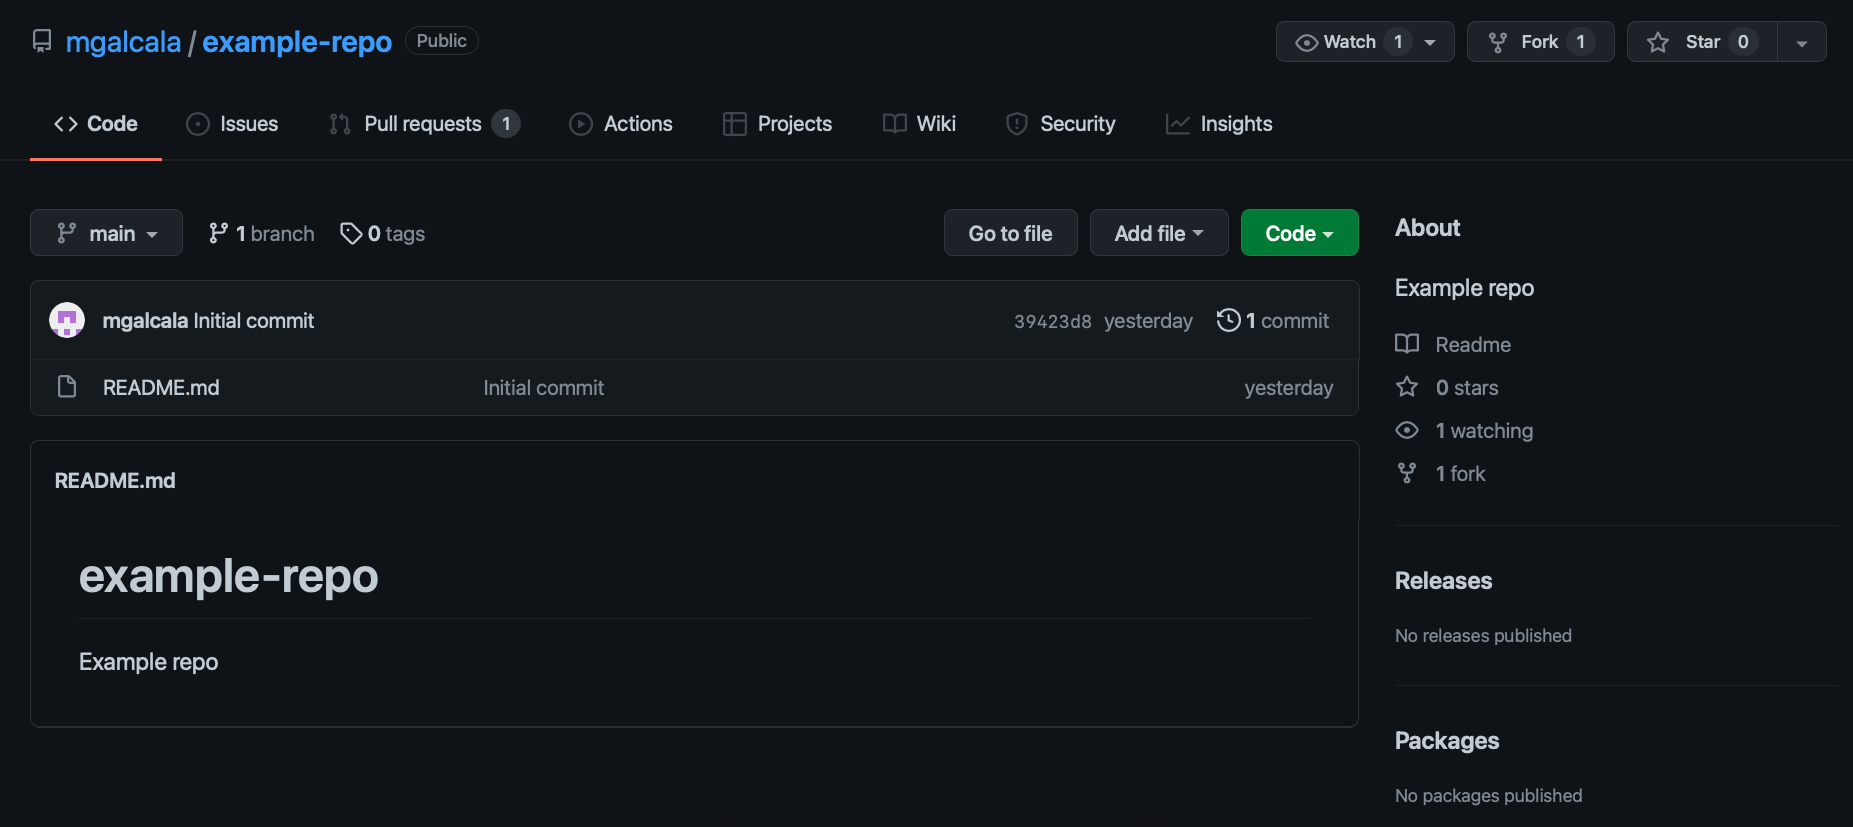 mgalcala / example-repo Public
Watch 1 Fork 1 Star 0
Code Issues Pull requests 1 Actions Projects Wiki Security Insights
main 1 branch 0 tags Go to file Add file Code
mgalcala Initial commit 39423d8 yesterday 1 commit
README.md Initial commit yesterday
README.md
example-repo
Example repo
About
Example repo
Readme
0 stars
1 watching
1 fork
Releases
No releases published
Packages
No packages published